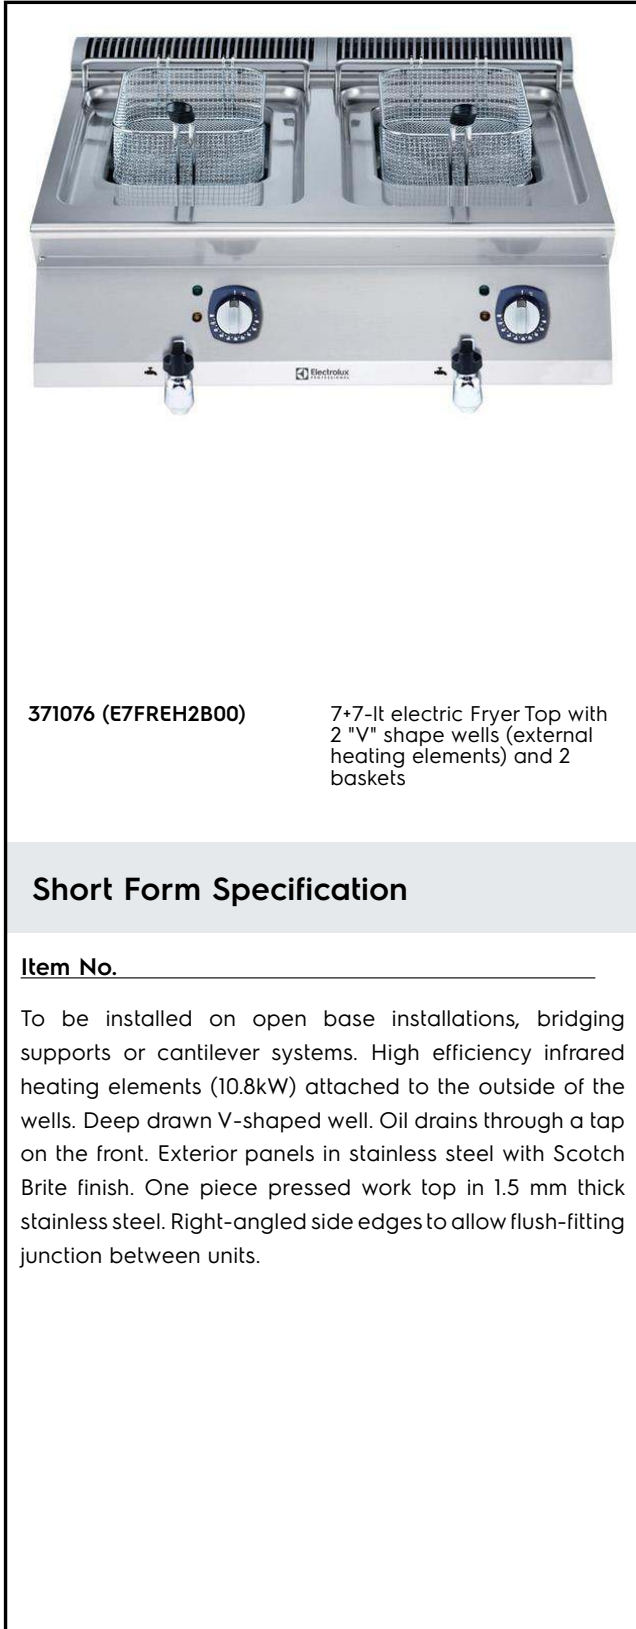 Electrolux
PROFESSIONAL
371076 (E7FREH2B00)
7+7-lt electric Fryer Top with
2 "V" shape wells (external
heating elements) and 2
baskets
Short Form Specification
Item No.
To be installed on open base installations, bridging
supports or cantilever systems. High efficiency infrared
heating elements (10.8kW) attached to the outside of the
wells. Deep drawn V-shaped well. Oil drains through a tap
on the front. Exterior panels in stainless steel with Scotch
Brite finish. One piece pressed work top in 1.5 mm thick
stainless steel. Right-angled side edges to allow flush-fitting
junction between units.